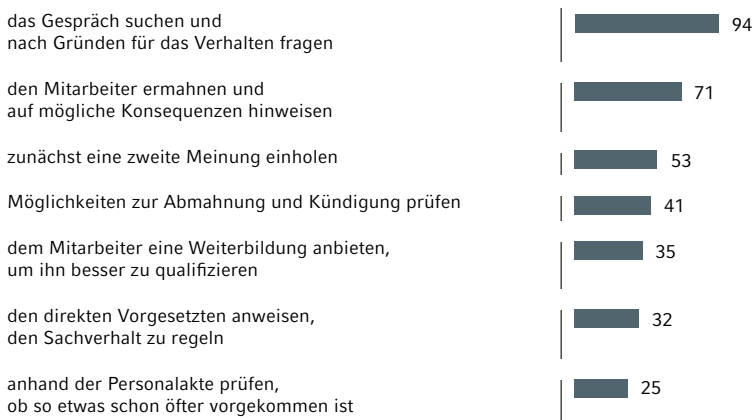 das Gespräch suchen und
nach Gründen für das Verhalten fragen
94
den Mitarbeiter ermahnen und
auf mögliche Konsequenzen hinweisen
71
zunächst eine zweite Meinung einholen
53
Möglichkeiten zur Abmahnung und Kündigung prüfen
41
dem Mitarbeiter eine Weiterbildung anbieten,
um ihn besser zu qualifizieren
35
den direkten Vorgesetzten anweisen,
den Sachverhalt zu regeln
32
anhand der Personalakte prüfen,
ob so etwas schon öfter vorgekommen ist
25